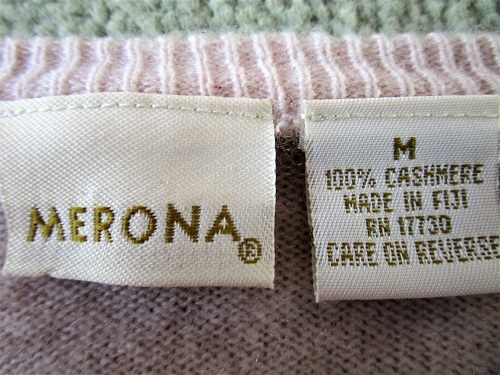 MERONA®
M
100% CASHMERE
MADE IN FIJI
RN 17730
CARE ON REVERSE